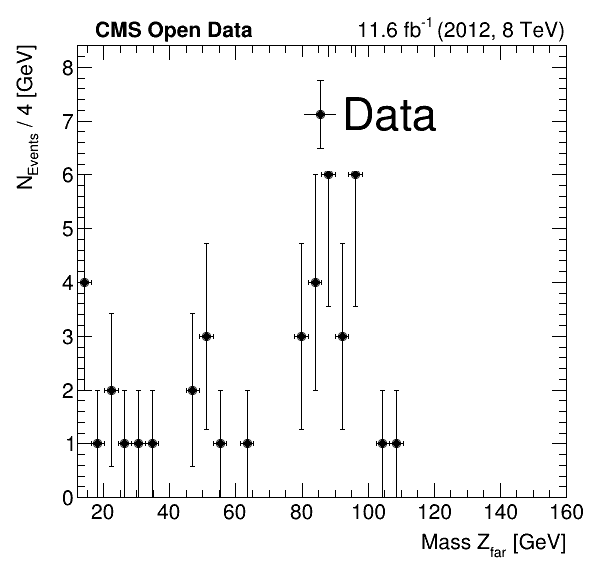 CMS Open Data 11.6 fb⁻¹ (2012, 8 TeV)
N_Events / 4 [GeV]
8
7
6
5
4
3
2
1
0
Data
20 40 60 80 100 120 140 160
Mass Z_far [GeV]